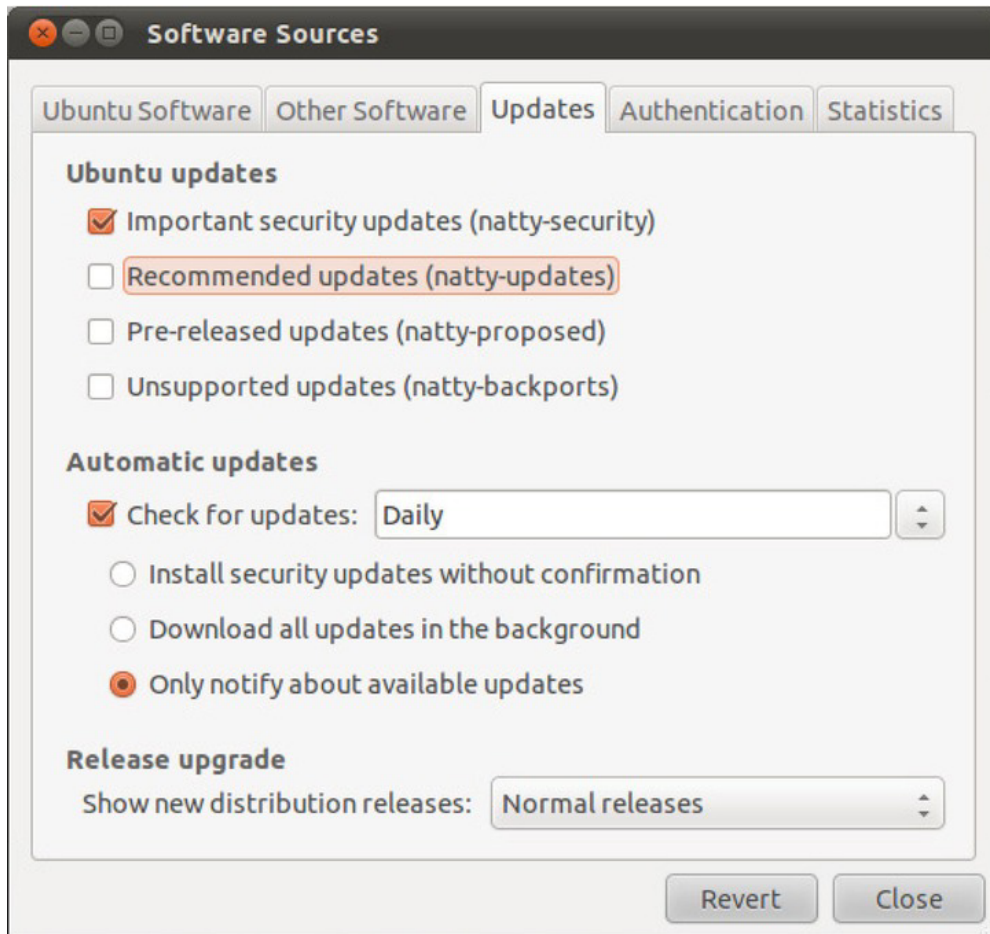 Software Sources
Ubuntu Software Other Software Updates Authentication Statistics
Ubuntu updates
Important security updates (natty-security)
Recommended updates (natty-updates)
Pre-released updates (natty-proposed)
Unsupported updates (natty-backports)
Automatic updates
Check for updates: Daily
Install security updates without confirmation
Download all updates in the background
Only notify about available updates
Release upgrade
Show new distribution releases: Normal releases
Revert Close